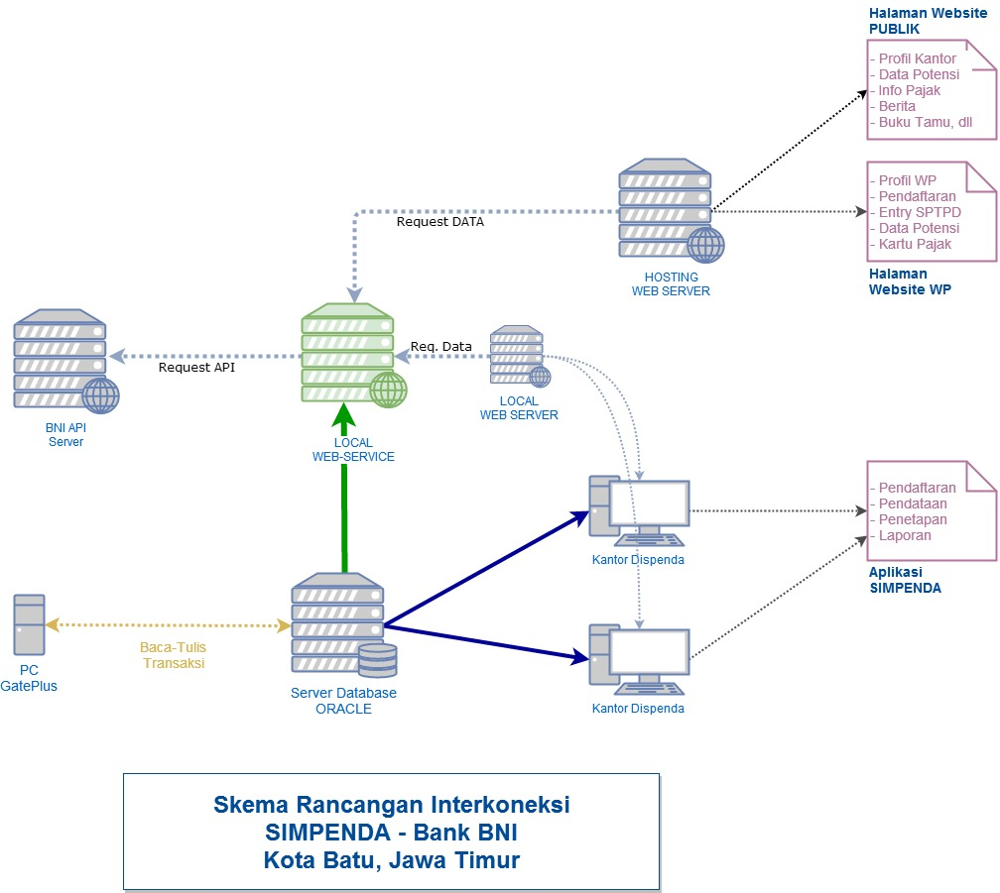 Halaman Website
PUBLIK
- Profil Kantor
- Data Potensi
- Info Pajak
- Berita
- Buku Tamu, dll
- Profil WP
- Pendaftaran
- Entry SPTPD
- Data Potensi
- Kartu Pajak
Halaman
Website WP
Request DATA
HOSTING
WEB SERVER
Req. Data
Request API
LOCAL
WEB SERVER
BNI API
Server
LOCAL
WEB-SERVICE
- Pendaftaran
- Pendataan
- Penetapan
- Laporan
Aplikasi
SIMPENDA
Kantor Dispenda
Baca-Tulis
Transaksi
PC
GatePlus
Server Database
ORACLE
Kantor Dispenda
Skema Rancangan Interkoneksi
SIMPENDA - Bank BNI
Kota Batu, Jawa Timur